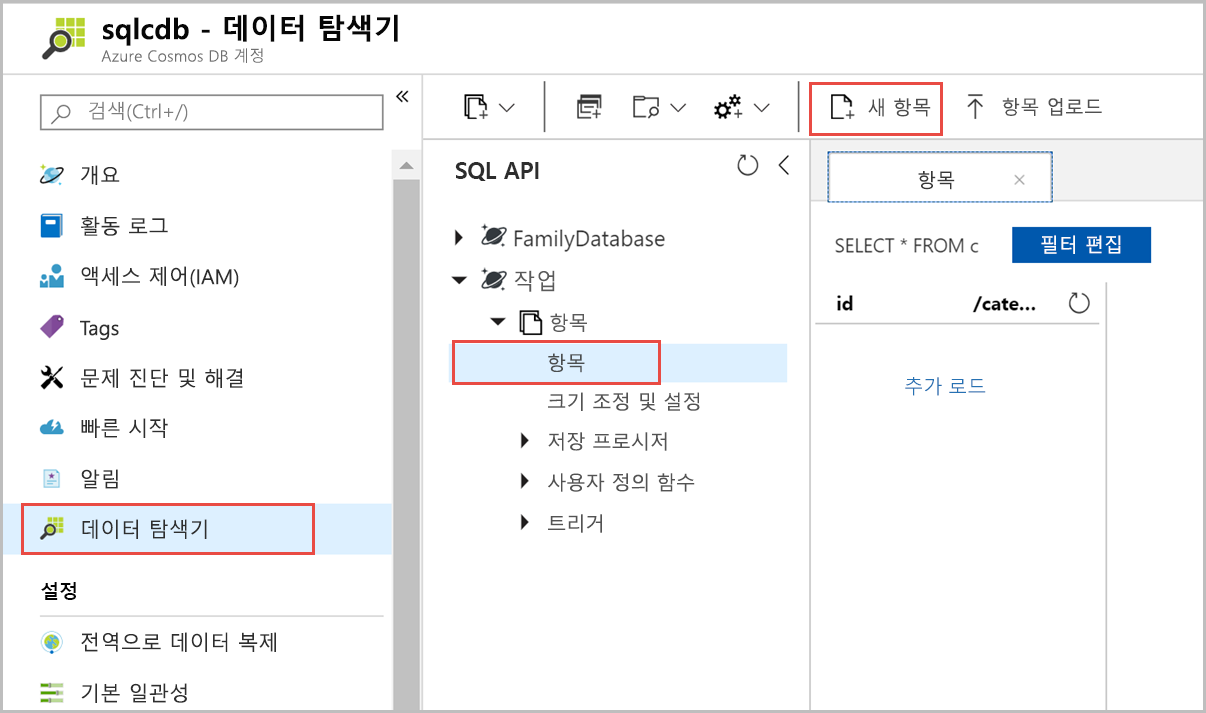 sqlcdb - 데이터 탐색기
Azure Cosmos DB 계정
검색(Ctrl+/)
개요
활동 로그
액세스 제어(IAM)
Tags
문제 진단 및 해결
빠른 시작
알림
데이터 탐색기
설정
전역으로 데이터 복제
기본 일관성
새 항목
항목 업로드
SQL API
FamilyDatabase
작업
항목
항목
크기 조정 및 설정
저장 프로시저
사용자 정의 함수
트리거
항목
SELECT * FROM c 필터 편집
id /cate...
추가 로드